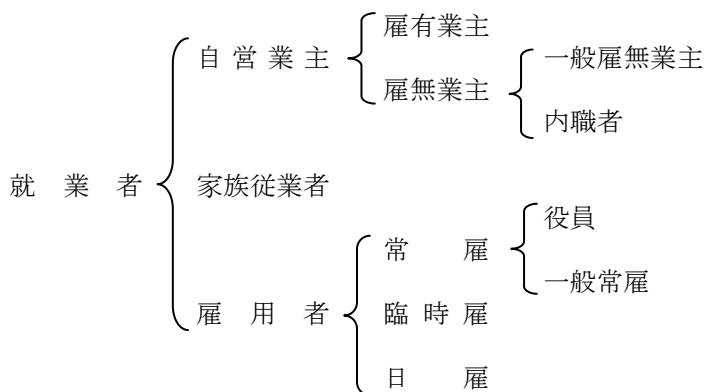 雇有業主
自営業主
一般雇無業主
雇無業主
内職者
就業者
家族従業者
役員
常雇
一般常雇
雇用者
臨時雇
日雇